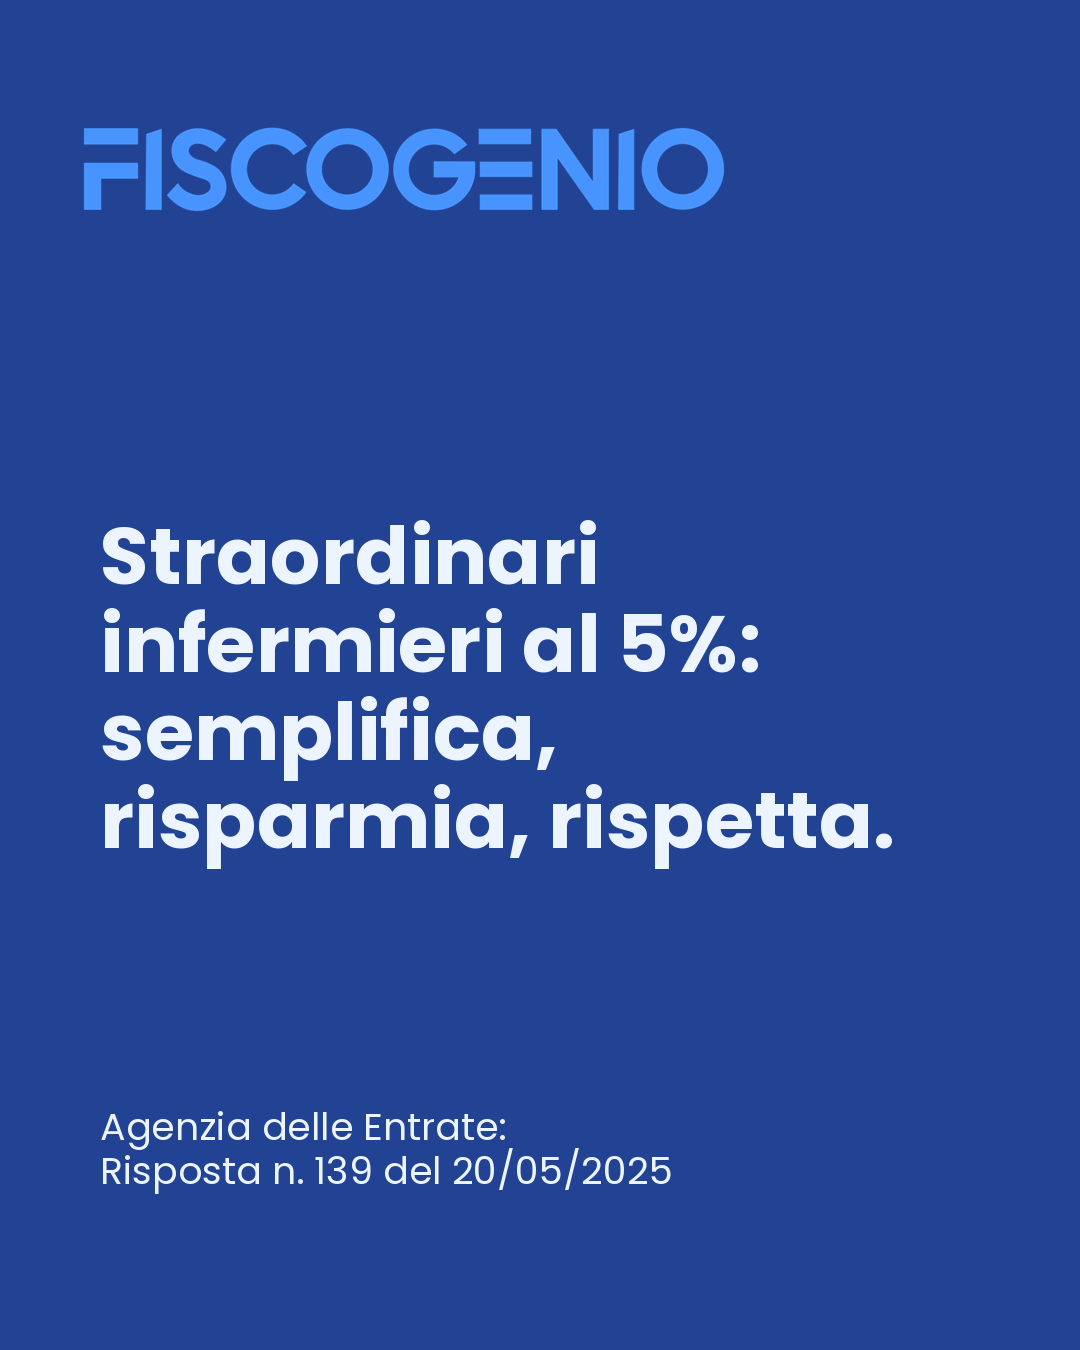 FISCOGENIO
Straordinari
infermieri al 5%:
semplifica,
risparmia, rispetta.
Agenzia delle Entrate:
Risposta n. 139 del 20/05/2025